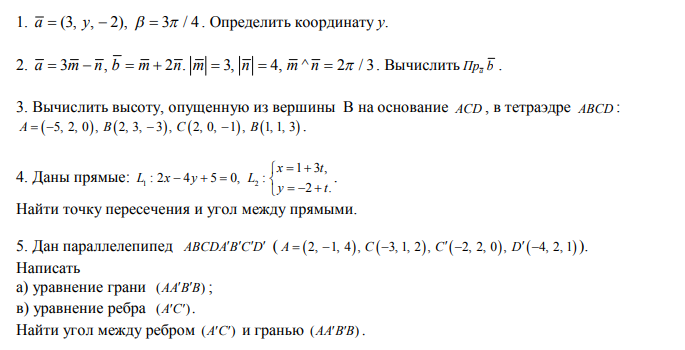 1. a̅ = (3, y, − 2), β = 3π / 4. Определить координату y.
2. a̅ = 3m̅ − n̅, b̅ = m̅ + 2n̅. |m̅| = 3, |n̅| = 4, m̅ ^ n̅ = 2π / 3. Вычислить Пр_a̅ b̅ .
3. Вычислить высоту, опущенную из вершины В на основание ACD, в тетраэдре ABCD:
A = (−5, 2, 0), B(2, 3, −3), C(2, 0, −1), B(1, 1, 3).
4. Даны прямые: L₁ : 2x − 4y + 5 = 0, L₂ : { x = 1 + 3t, y = −2 + t. .
Найти точку пересечения и угол между прямыми.
5. Дан параллелепипед ABCDA′B′C′D′ ( A = (2, −1, 4), C(−3, 1, 2), C′(−2, 2, 0), D′(−4, 2, 1) ).
Написать
а) уравнение грани (AA′B′B) ;
в) уравнение ребра (A′C′).
Найти угол между ребром (A′C′) и гранью (AA′B′B) .